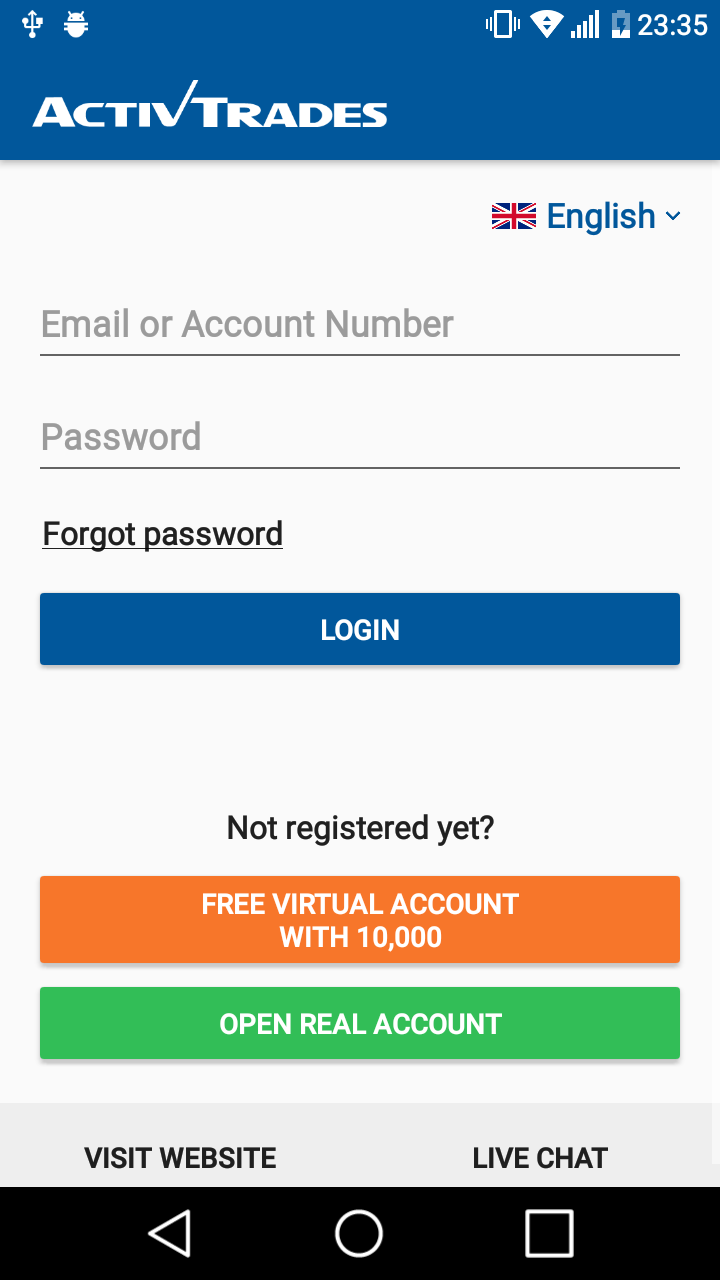 23:35
ACTIVTRADES
English
Email or Account Number
Password
Forgot password
LOGIN
Not registered yet?
FREE VIRTUAL ACCOUNT
WITH 10,000
OPEN REAL ACCOUNT
VISIT WEBSITE
LIVE CHAT